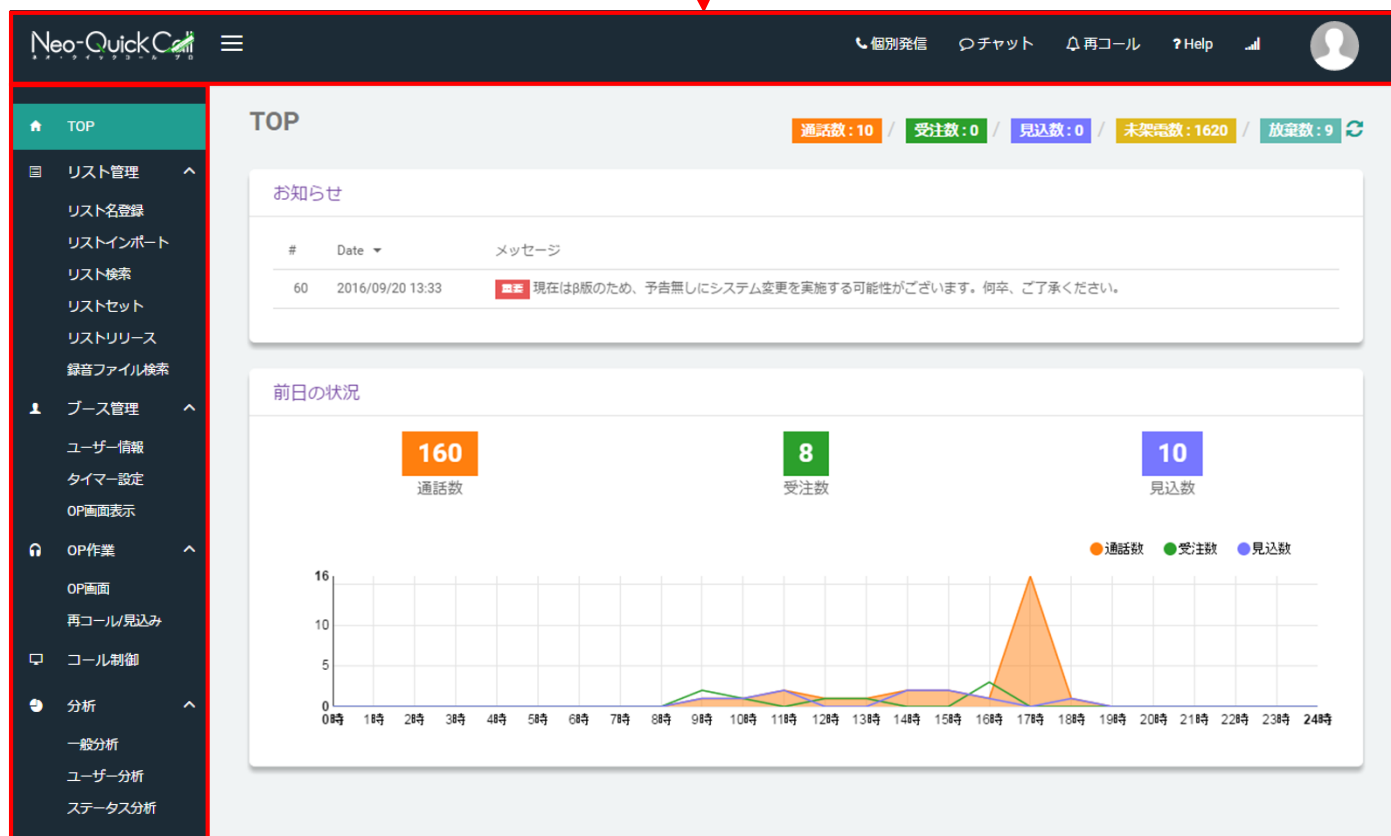 Neo-QuickCall
ネオ・クイックコール プロ
個別発信 チャット 再コール ? Help
TOP
リスト管理
リスト名登録
リストインポート
リスト検索
リストセット
リストリリース
録音ファイル検索
ブース管理
ユーザー情報
タイマー設定
OP画面表示
OP作業
OP画面
再コール/見込み
コール制御
分析
一般分析
ユーザー分析
ステータス分析
TOP
通話数:10 / 受注数:0 / 見込数:0 / 未架電数:1620 / 放棄数:9
お知らせ
# Date メッセージ
60 2016/09/20 13:33 重要 現在はβ版のため、予告無しにシステム変更を実施する可能性がございます。何卒、ご了承ください。
前日の状況
160 8 10
通話数 受注数 見込数
通話数 受注数 見込数
16
10
5
0
0時 1時 2時 3時 4時 5時 6時 7時 8時 9時 10時 11時 12時 13時 14時 15時 16時 17時 18時 19時 20時 21時 22時 23時 24時